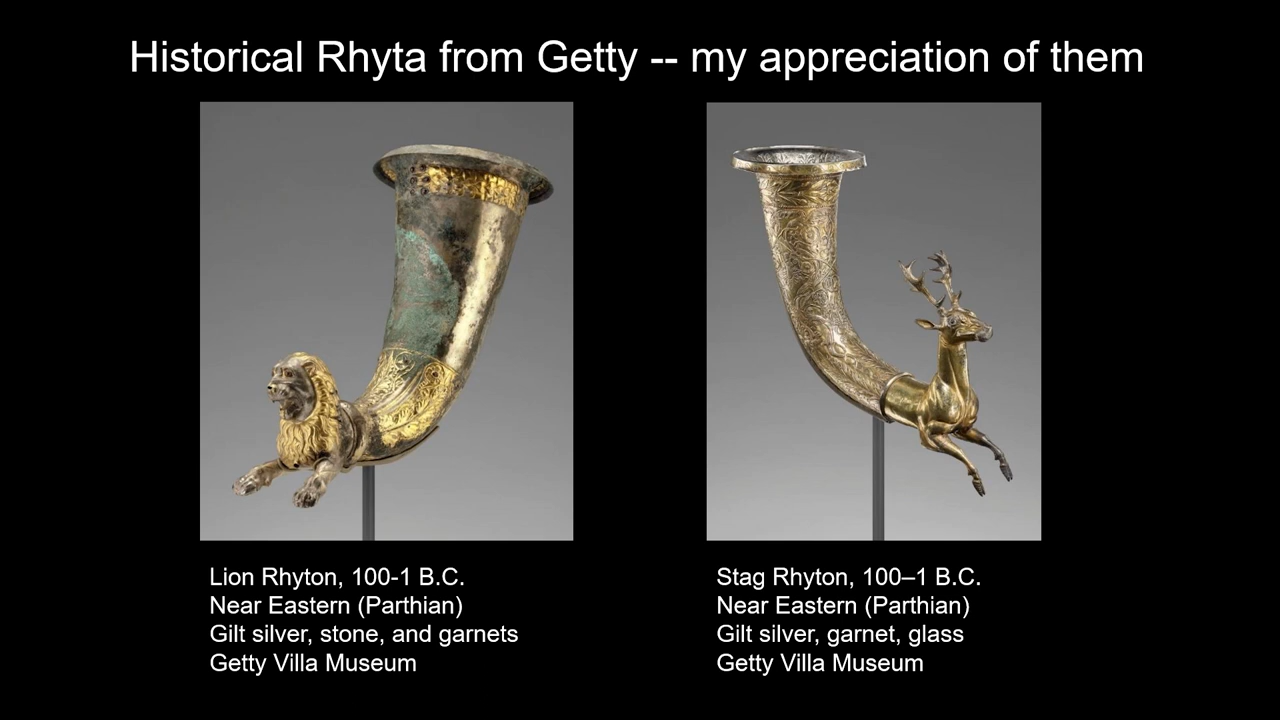 Historical Rhyta from Getty -- my appreciation of them
Lion Rhyton, 100-1 B.C.
Near Eastern (Parthian)
Gilt silver, stone, and garnets
Getty Villa Museum
Stag Rhyton, 100–1 B.C.
Near Eastern (Parthian)
Gilt silver, garnet, glass
Getty Villa Museum